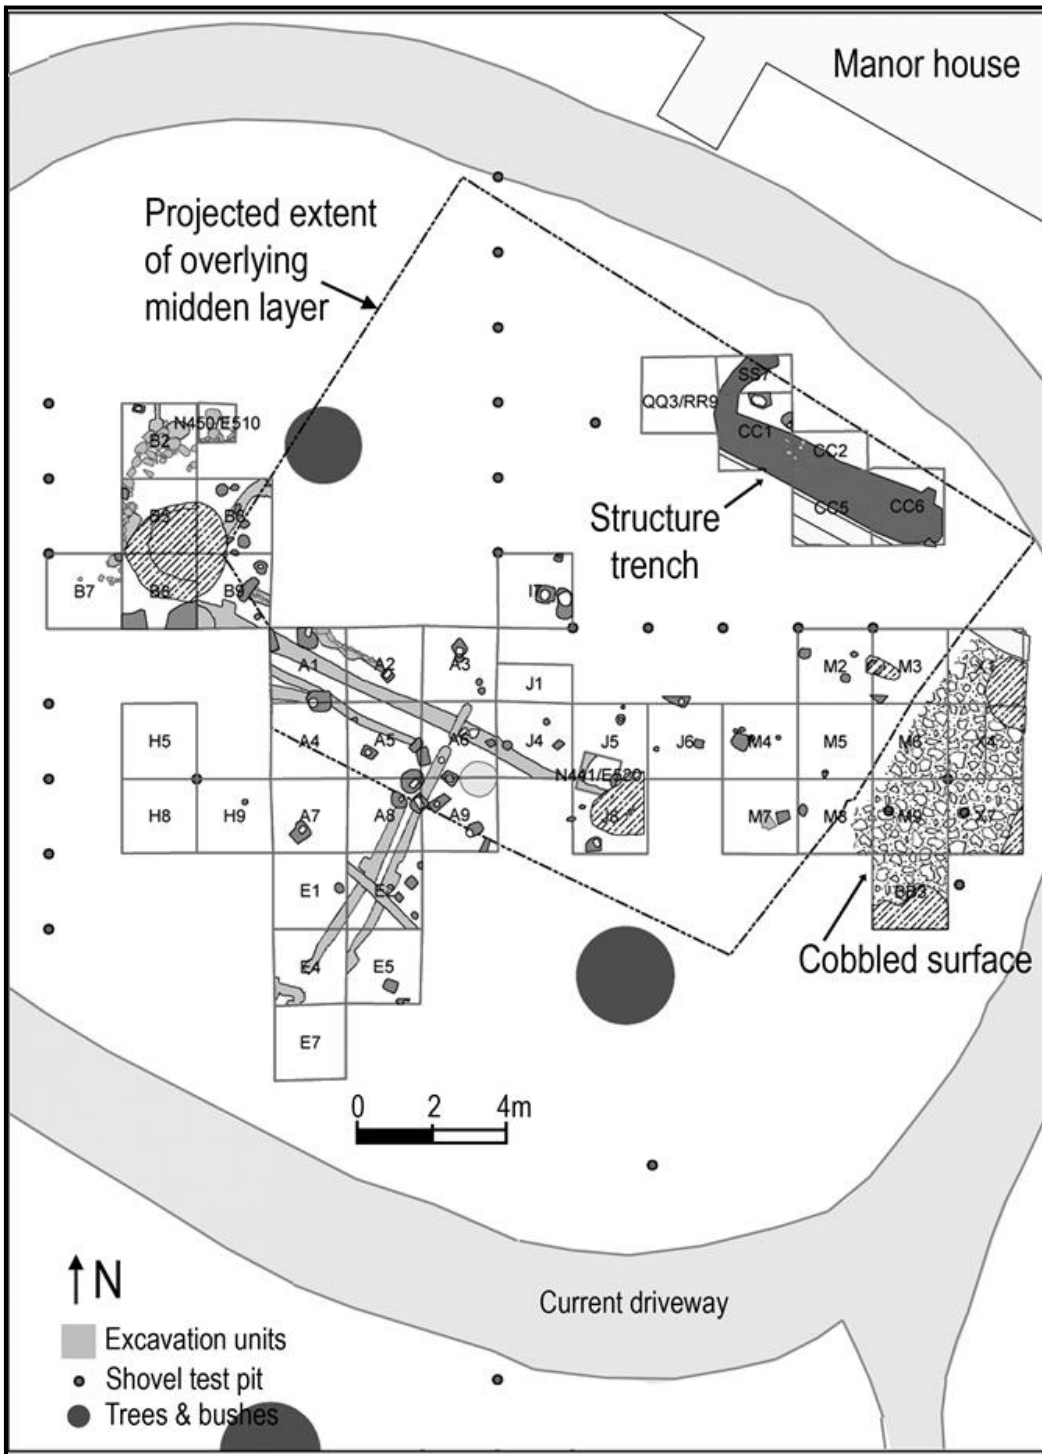 Manor house
Projected extent
of overlying
midden layer
SS7
QQ3/RR9
CC1
CC2
CC5
CC6
Structure
trench
B2
N450/E510
B5
B6
B7
B8
B9
I7
A1
A2
A3
J1
M2
M3
X1
H5
A4
A5
A6
J4
J5
J6
M4
M5
M6
X4
N441/E520
H8
H9
A7
A8
A9
J8
M7
M8
M9
X7
E1
E2
BB3
E4
E5
Cobbled surface
E7
0 2 4m
N
Current driveway
Excavation units
Shovel test pit
Trees & bushes